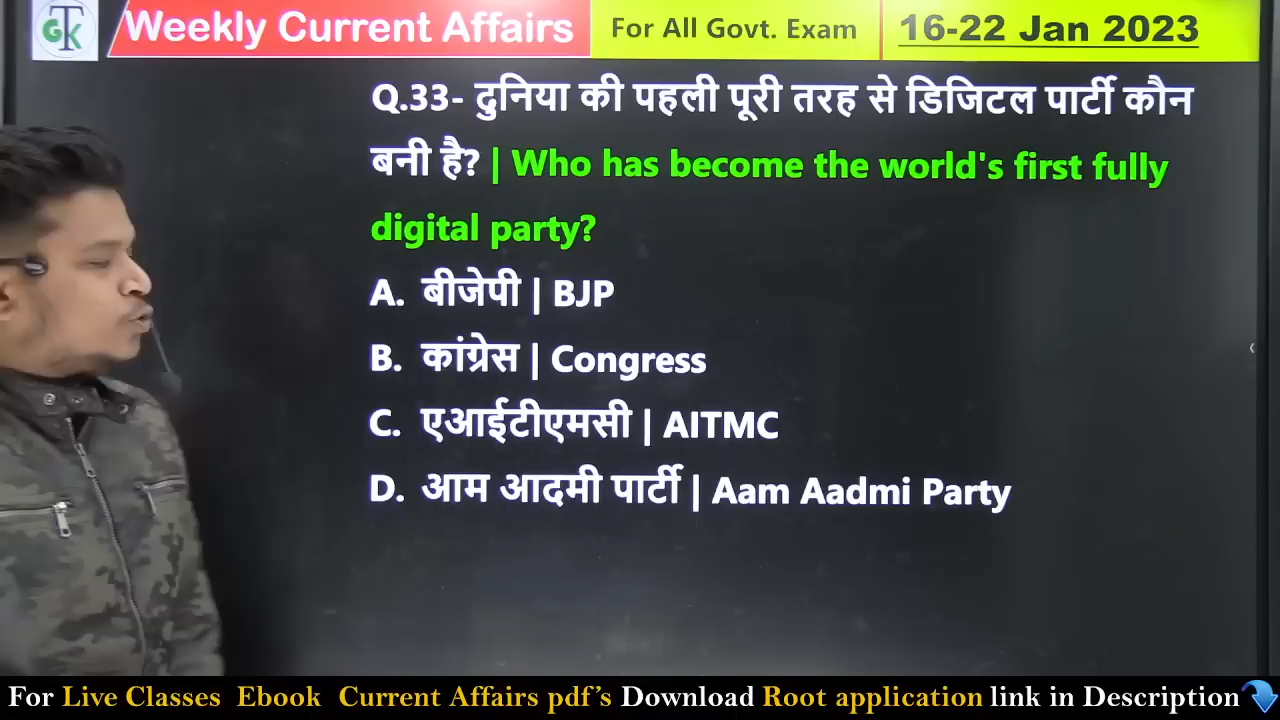 GTK
Weekly Current Affairs
For All Govt. Exam
16-22 Jan 2023
Q.33- दुनिया की पहली पूरी तरह से डिजिटल पार्टी कौन
बनी है? | Who has become the world's first fully
digital party?
A. बीजेपी | BJP
B. कांग्रेस | Congress
C. एआईटीएमसी | AITMC
D. आम आदमी पार्टी | Aam Aadmi Party
For Live Classes Ebook Current Affairs pdf's Download Root application link in Description